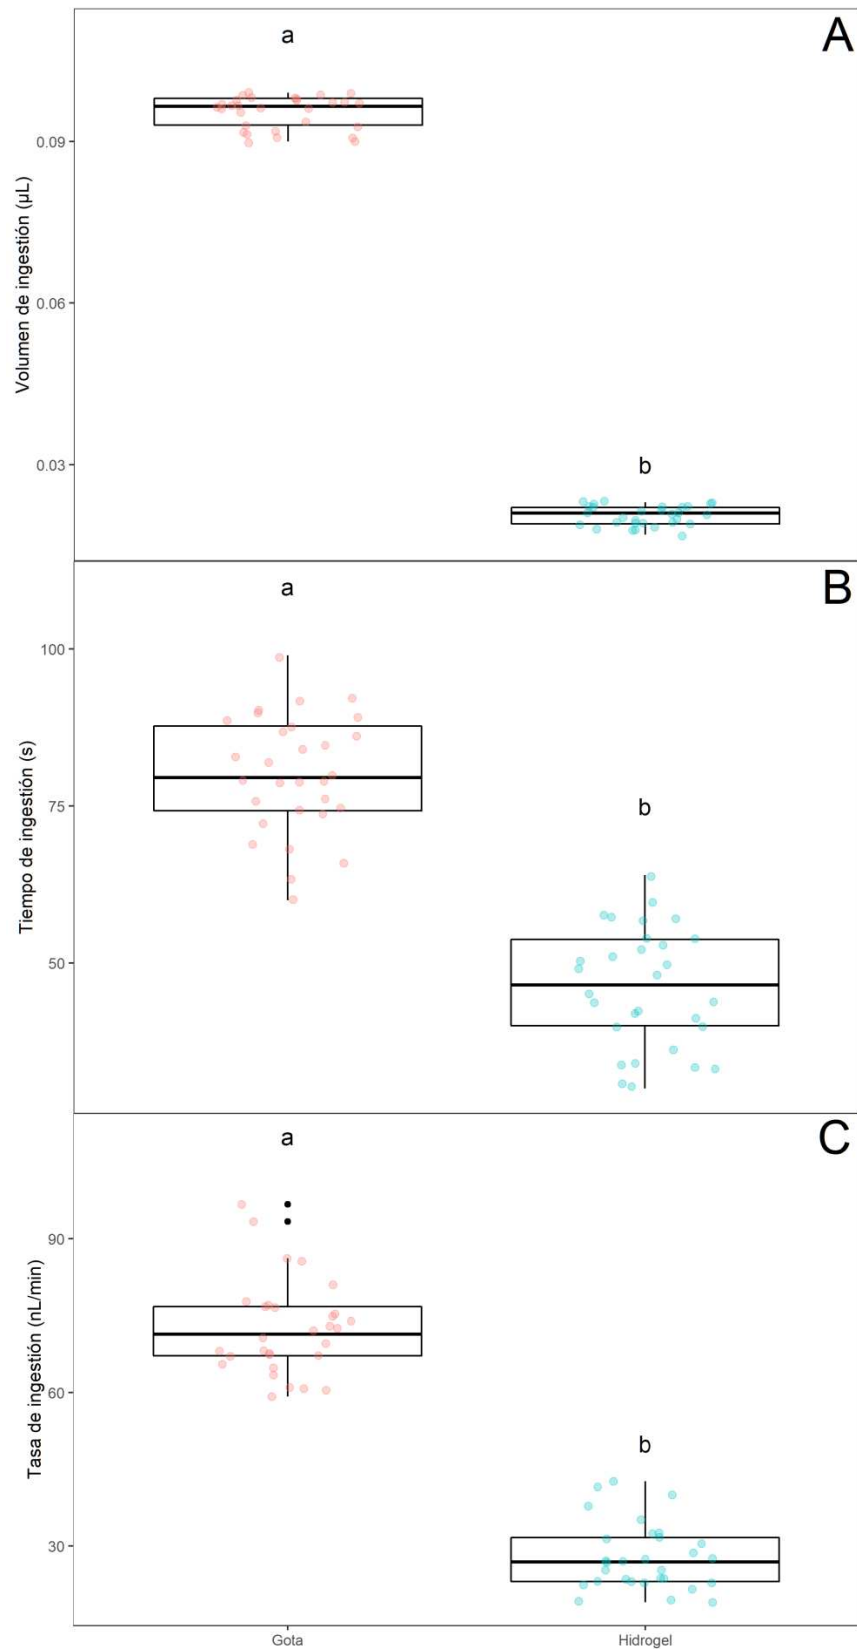 A
a
0.09
0.06
0.03
Volumen de ingestión (µL)
b
B
a
100
75
50
Tiempo de ingestión (s)
b
C
a
90
60
30
Tasa de ingestión (nL/min)
b
Gota
Hidrogel